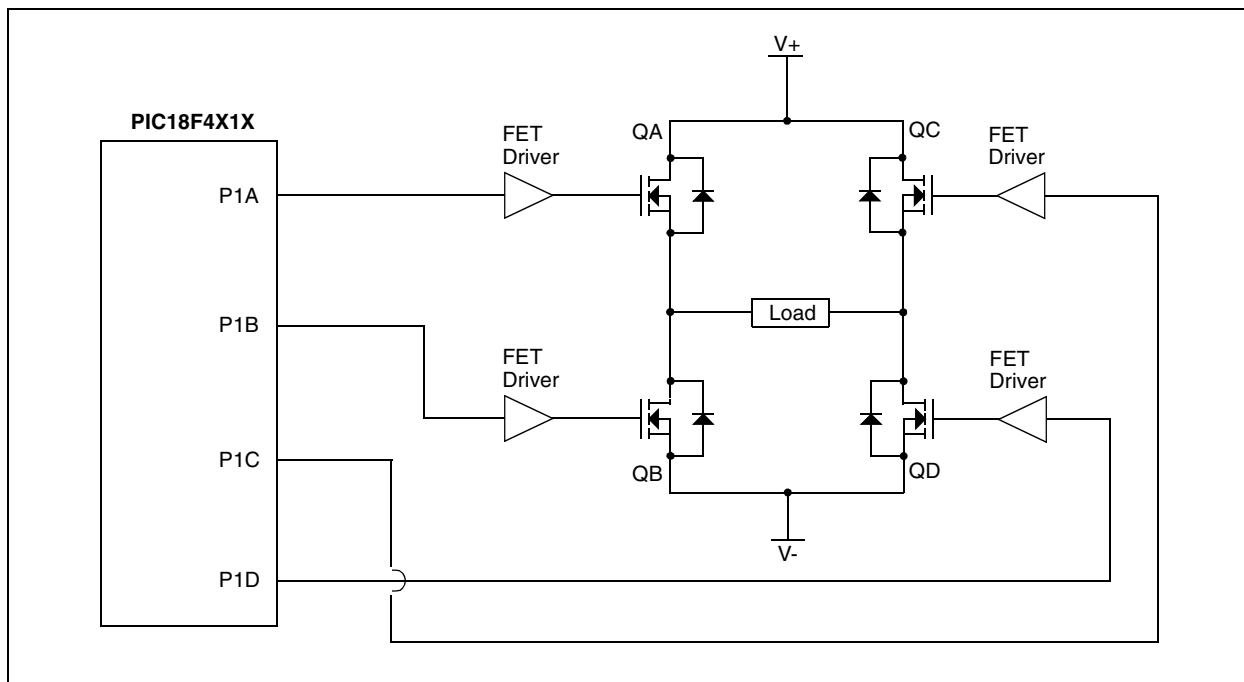 V+
PIC18F4X1X
FET
Driver
QA
QC
FET
Driver
P1A
Load
P1B
FET
Driver
FET
Driver
P1C
QB
QD
V-
P1D